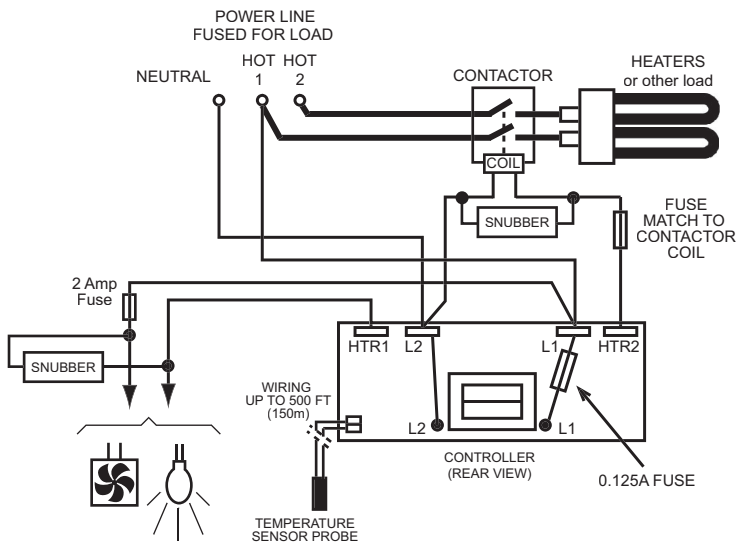 POWER LINE
FUSED FOR LOAD
NEUTRAL
HOT
1
HOT
2
CONTACTOR
HEATERS
or other load
COIL
SNUBBER
FUSE
MATCH TO
CONTACTOR
COIL
2 Amp
Fuse
SNUBBER
HTR1
L2
L1
HTR2
WIRING
UP TO 500 FT
(150m)
L2
L1
CONTROLLER
(REAR VIEW)
0.125A FUSE
TEMPERATURE
SENSOR PROBE